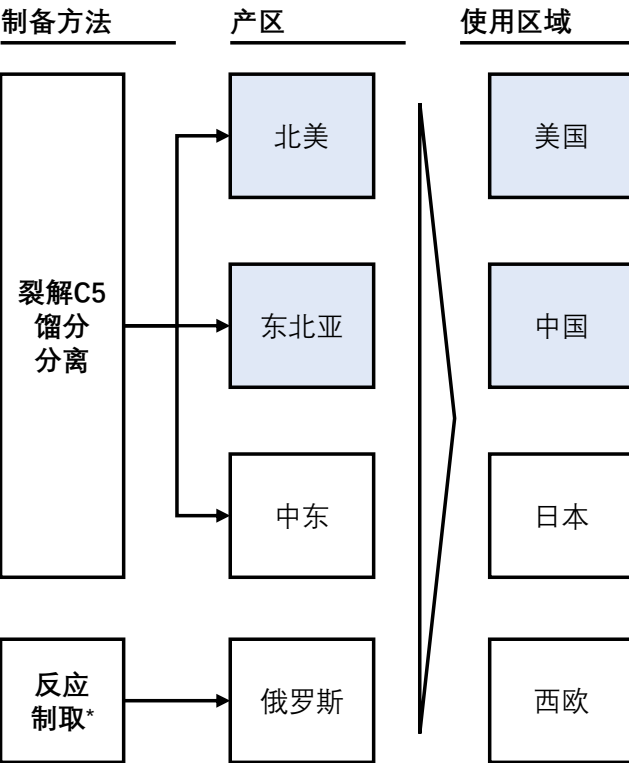 制备方法
产区
使用区域
裂解C5
馏分
分离
北美
东北亚
中东
美国
中国
日本
反应
制取*
俄罗斯
西欧